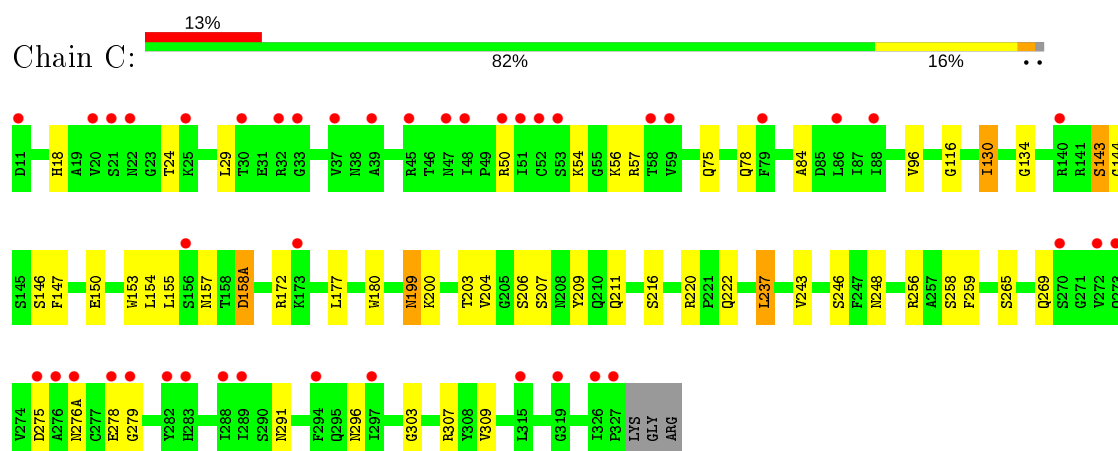 13%
Chain C:
82% 16% • •
D11 H18 A19 V20 S21 N22 G23 T24 K25 L29 T30 E31 R32 G33 V37 N38 A39 R45 T46 N47 I48 P49 R50 I51 C52 S53 K54 G55 K56 R57 T58 V59 Q75 Q78 F79 A84 D85 L86 I87 I88 V96 G116 I130 G134 R140 R141 S143 G144
S145 S146 F147 E150 W153 L154 L155 S156 N157 T158 D158A R172 K173 L177 W180 N199 K200 T203 V204 G205 S206 S207 N208 Y209 Q210 Q211 S216 R220 P221 Q222 L237 V243 S246 F247 N248 R256 A257 S258 F259 S265 Q269 S270 G271 V272 V273
V274 D275 A276 N276A C277 E278 G279 Y282 H283 I288 I289 S290 N291 F294 Q295 N296 I297 G303 R307 Y308 V309 L315 G319 I326 P327 LYS GLY ARG